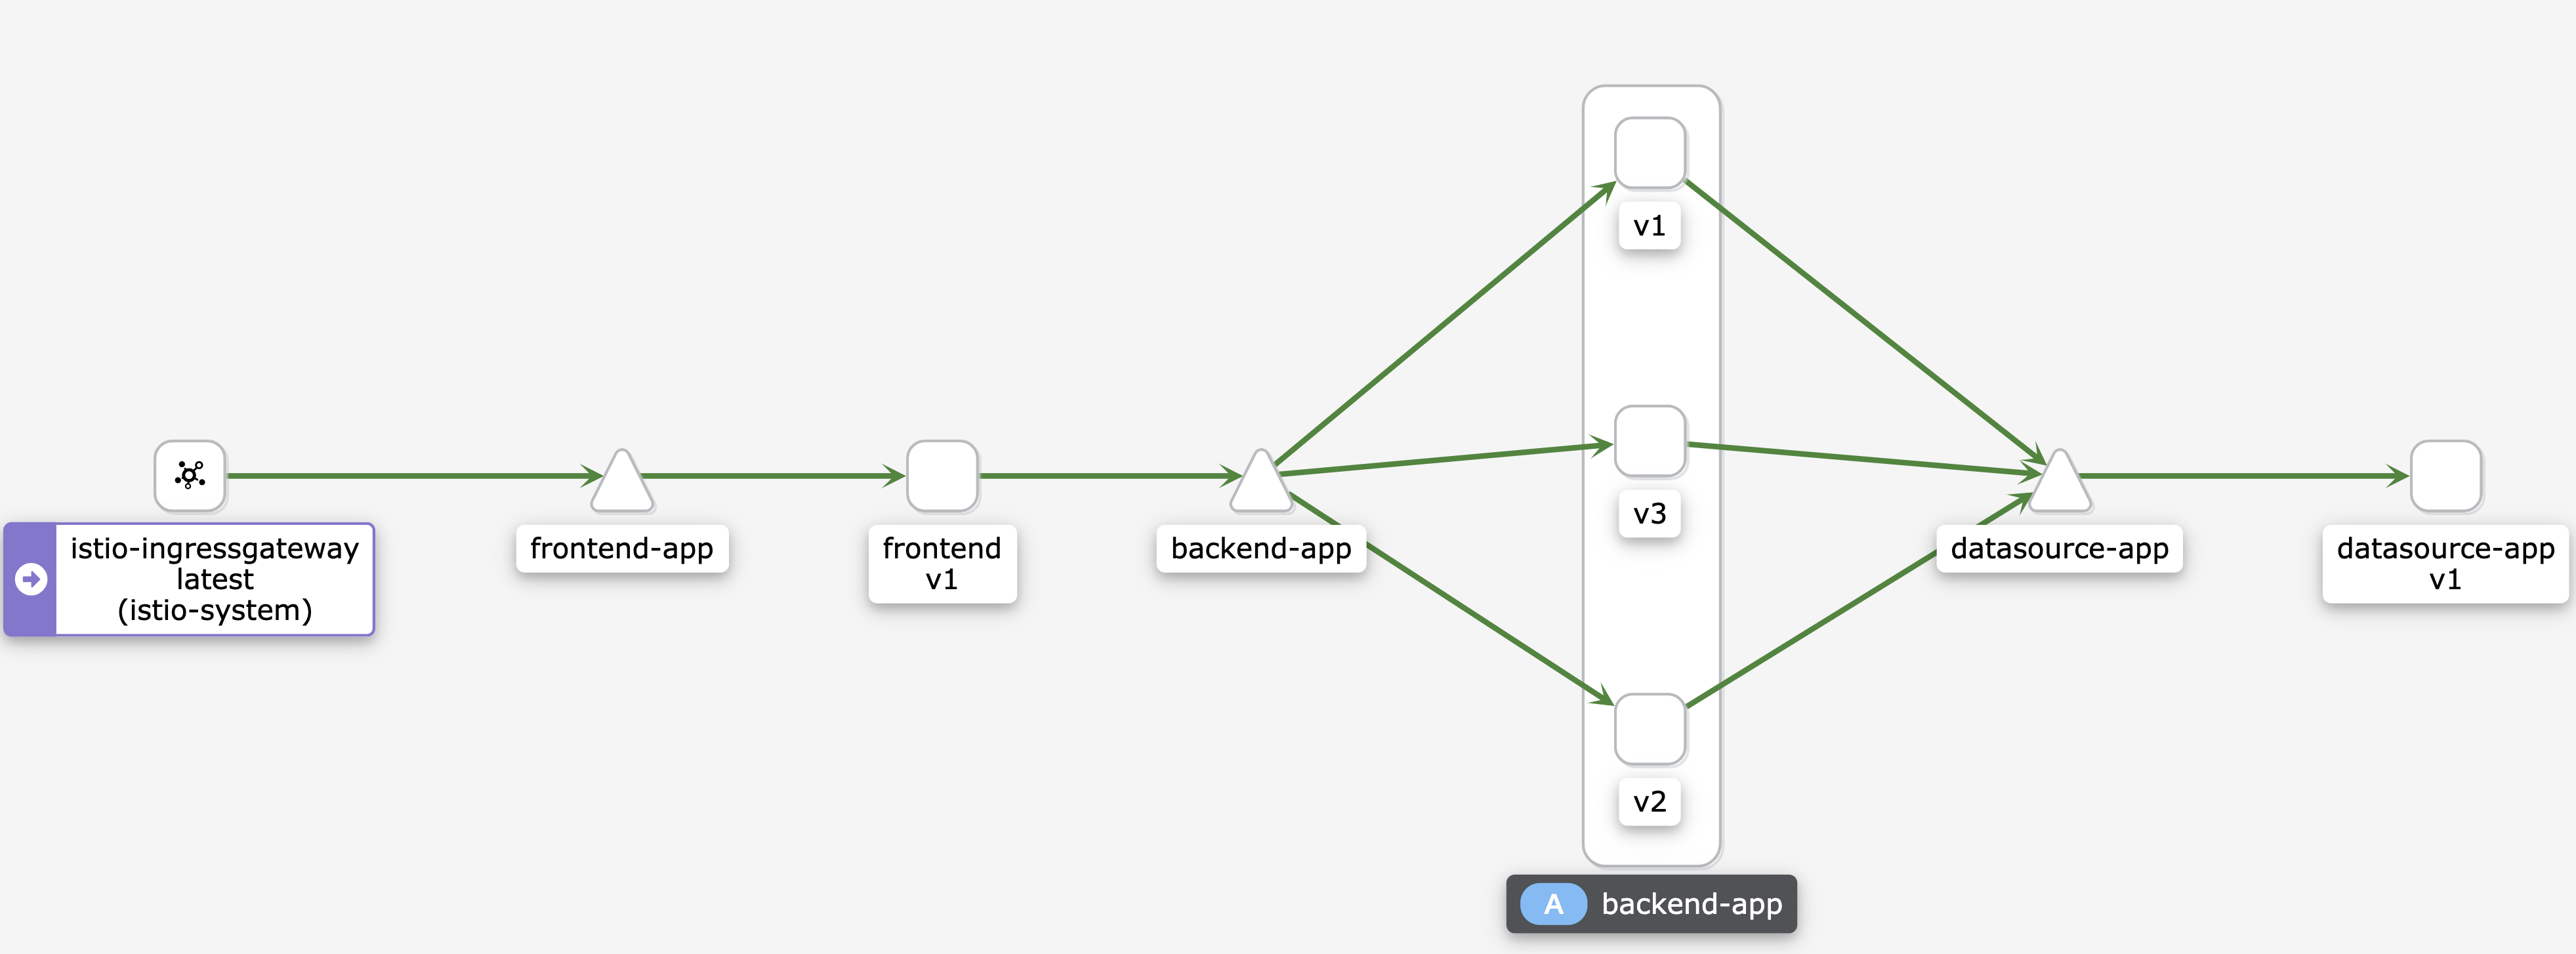 istio-ingressgateway
latest
(istio-system)
frontend-app
frontend
v1
backend-app
v1
v3
v2
A backend-app
datasource-app
datasource-app
v1